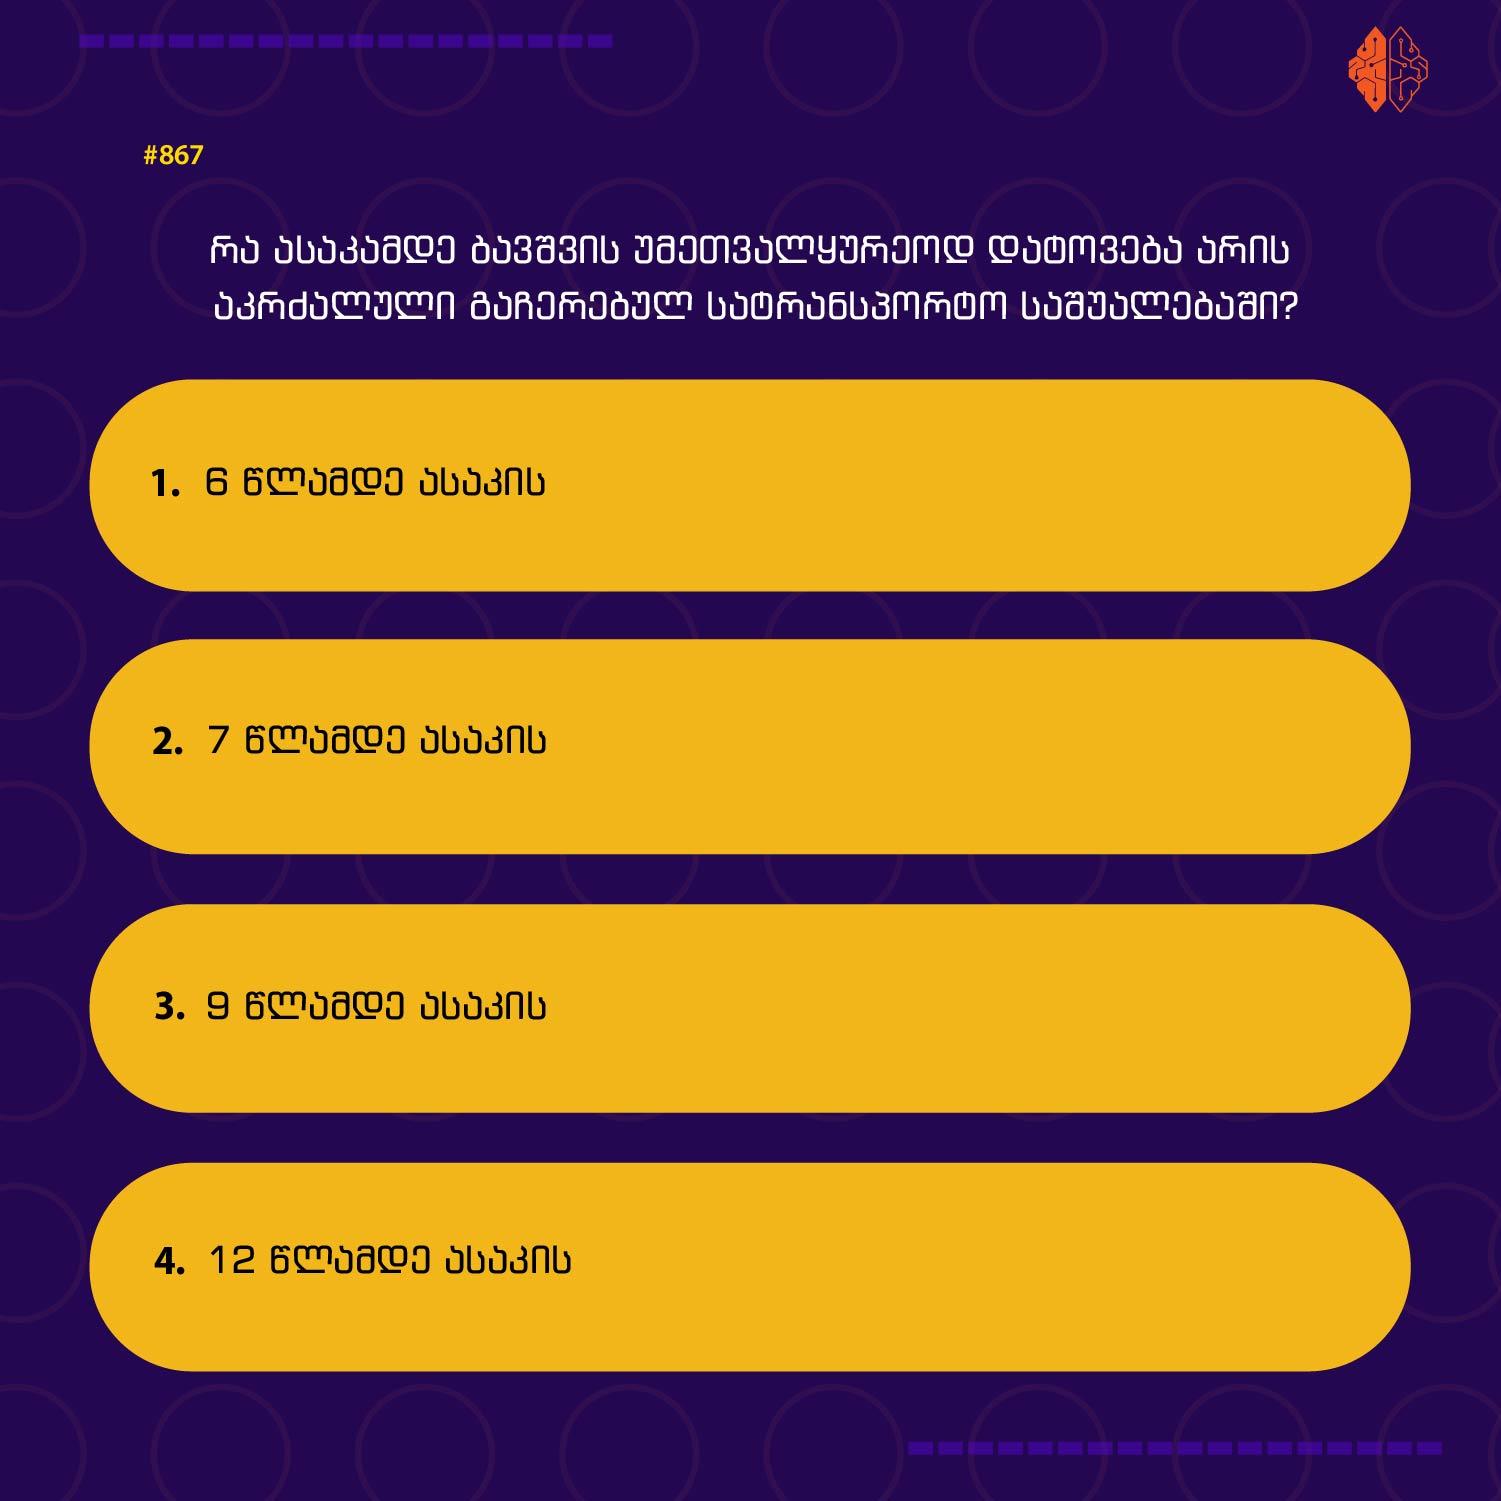 #867
რა ასაკამდე ბავშვის უმეთვალყურეოდ დატოვება არის
აკრძალული გაჩერებულ სატრანსპორტო საშუალებაში?
1. 6 წლამდე ასაკის
2. 7 წლამდე ასაკის
3. 9 წლამდე ასაკის
4. 12 წლამდე ასაკის